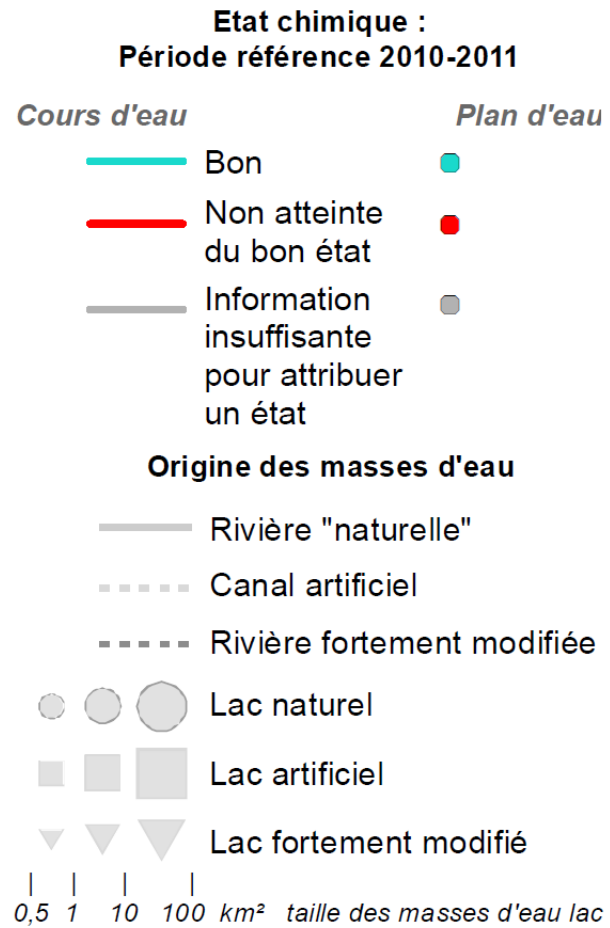 Etat chimique :
Période référence 2010-2011
Cours d'eau Plan d'eau
Bon
Non atteinte
du bon état
Information
insuffisante
pour attribuer
un état
Origine des masses d'eau
Rivière "naturelle"
Canal artificiel
Rivière fortement modifiée
Lac naturel
Lac artificiel
Lac fortement modifié
0,5 1 10 100 km² taille des masses d'eau lac